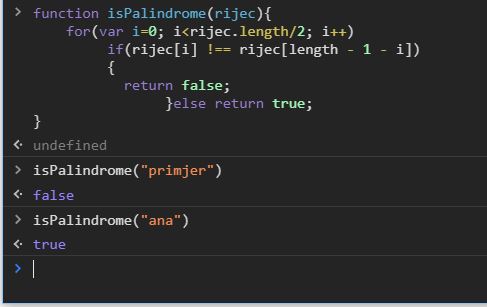 function isPalindrome(rijec){
for(var i=0; i<rijec.length/2; i++)
if(rijec[i] !== rijec[length - 1 - i])
{
return false;
}else return true;
}
undefined
isPalindrome("primjer")
false
isPalindrome("ana")
true